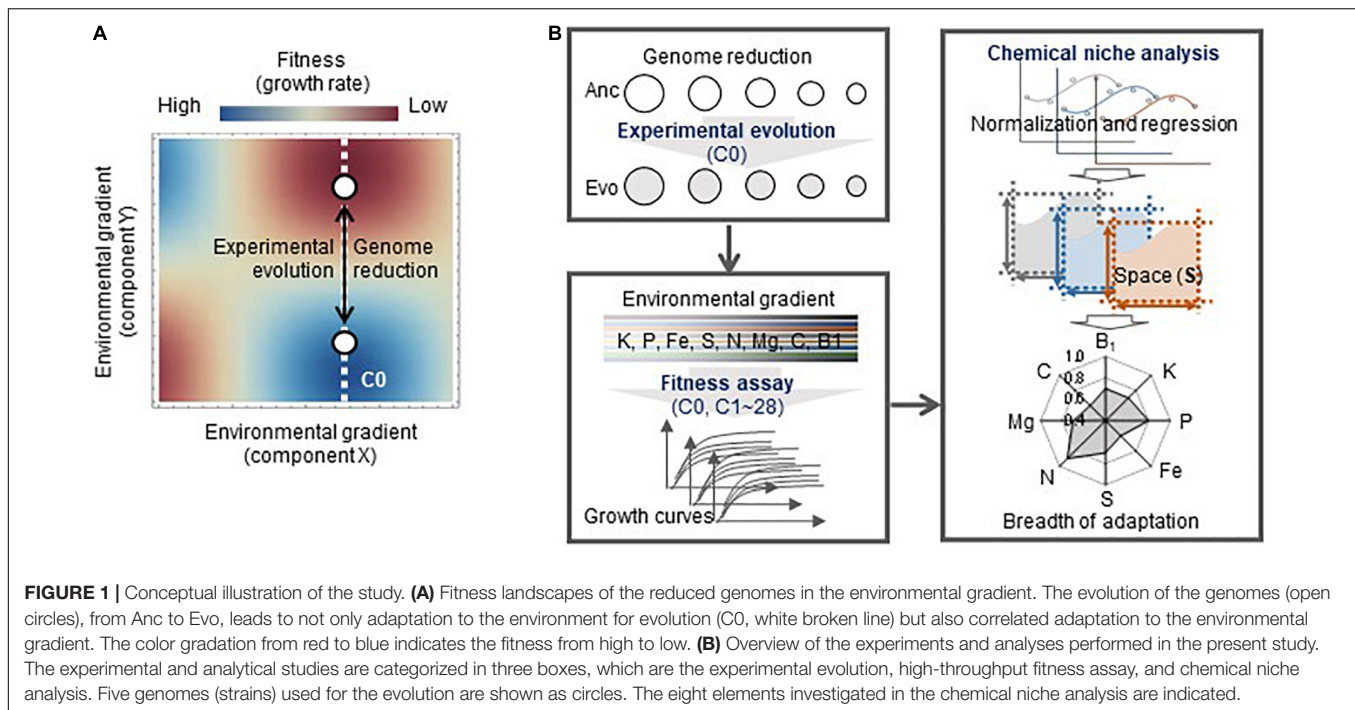 A
Fitness
(growth rate)
High
Low
Environmental gradient
(component Y)
Experimental
evolution
Genome
reduction
C0
Environmental gradient
(component X)
B
Genome reduction
Anc
Experimental evolution
(C0)
Evo
Environmental gradient
K, P, Fe, S, N, Mg, C, B1
Fitness assay
(C0, C1~28)
Growth curves
Chemical niche analysis
Normalization and regression
Space (S)
B1
1.0
0.8
0.6
0.4
C
K
Mg
P
N
Fe
S
Breadth of adaptation
FIGURE 1 | Conceptual illustration of the study. (A) Fitness landscapes of the reduced genomes in the environmental gradient. The evolution of the genomes (open
circles), from Anc to Evo, leads to not only adaptation to the environment for evolution (C0, white broken line) but also correlated adaptation to the environmental
gradient. The color gradation from red to blue indicates the fitness from high to low. (B) Overview of the experiments and analyses performed in the present study.
The experimental and analytical studies are categorized in three boxes, which are the experimental evolution, high-throughput fitness assay, and chemical niche
analysis. Five genomes (strains) used for the evolution are shown as circles. The eight elements investigated in the chemical niche analysis are indicated.